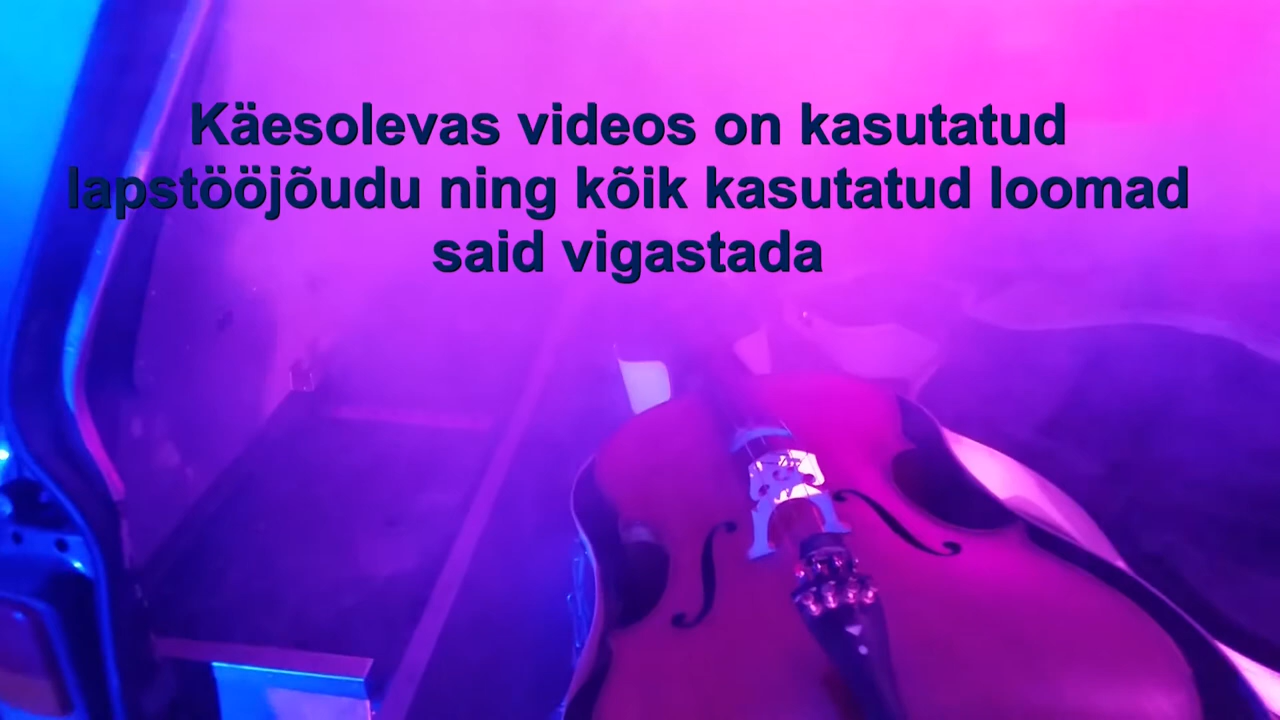 Käesolevas videos on kasutatud
lapstööjõudu ning kõik kasutatud loomad
said vigastada